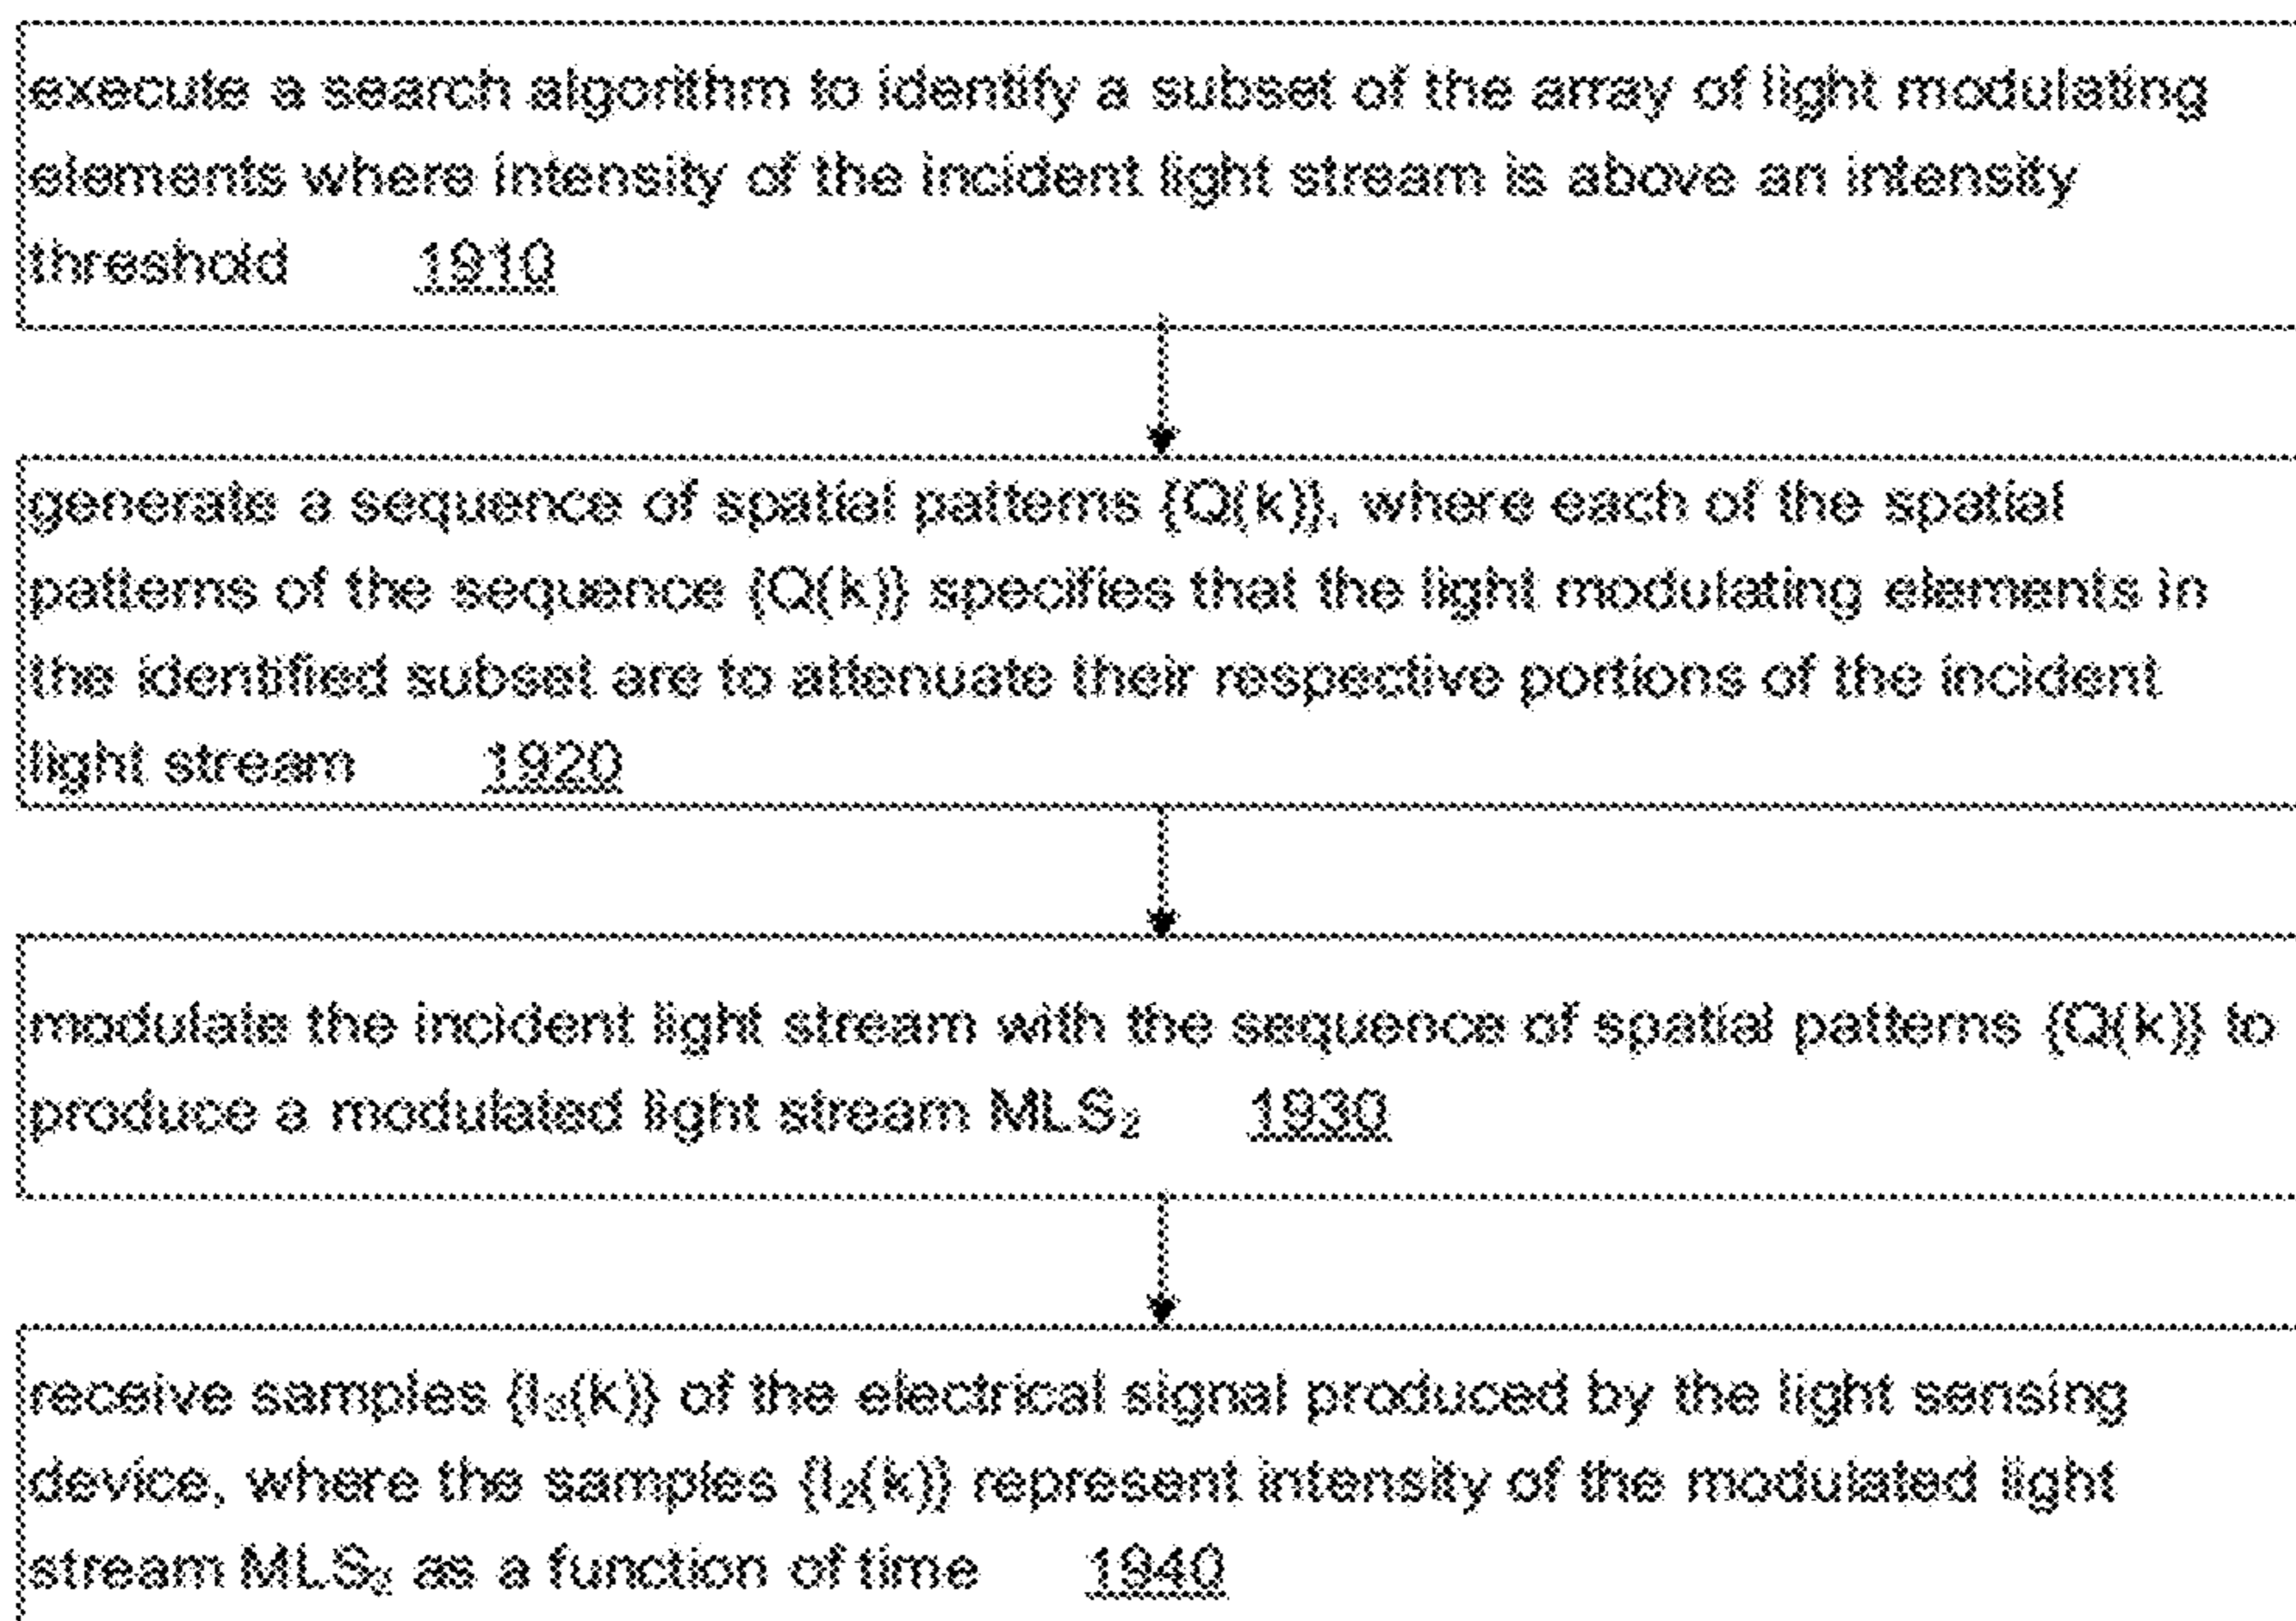 execute a search algorithm to identify a subset of the array of light modulating
elements where intensity of the incident light stream is above an intensity
threshold 1910
generate a sequence of spatial patterns {Q(k)}, where each of the spatial
patterns of the sequence {Q(k)} specifies that the light modulating elements in
the identified subset are to attenuate their respective portions of the incident
light stream 1920
modulate the incident light stream with the sequence of spatial patterns {Q(k)} to
produce a modulated light stream MLS₂ 1930
receive samples {I₂(k)} of the electrical signal produced by the light sensing
device, where the samples {I₂(k)} represent intensity of the modulated light
stream MLS₂ as a function of time 1940